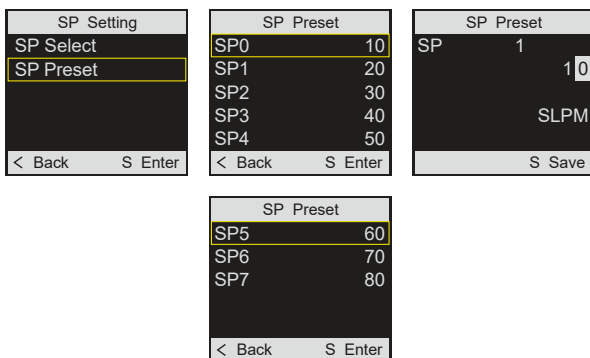 SP Setting
SP Select
SP Preset
< Back S Enter
SP Preset
SP0 10
SP1 20
SP2 30
SP3 40
SP4 50
< Back S Enter
SP Preset
SP 1
10
SLPM
S Save
SP Preset
SP5 60
SP6 70
SP7 80
< Back S Enter